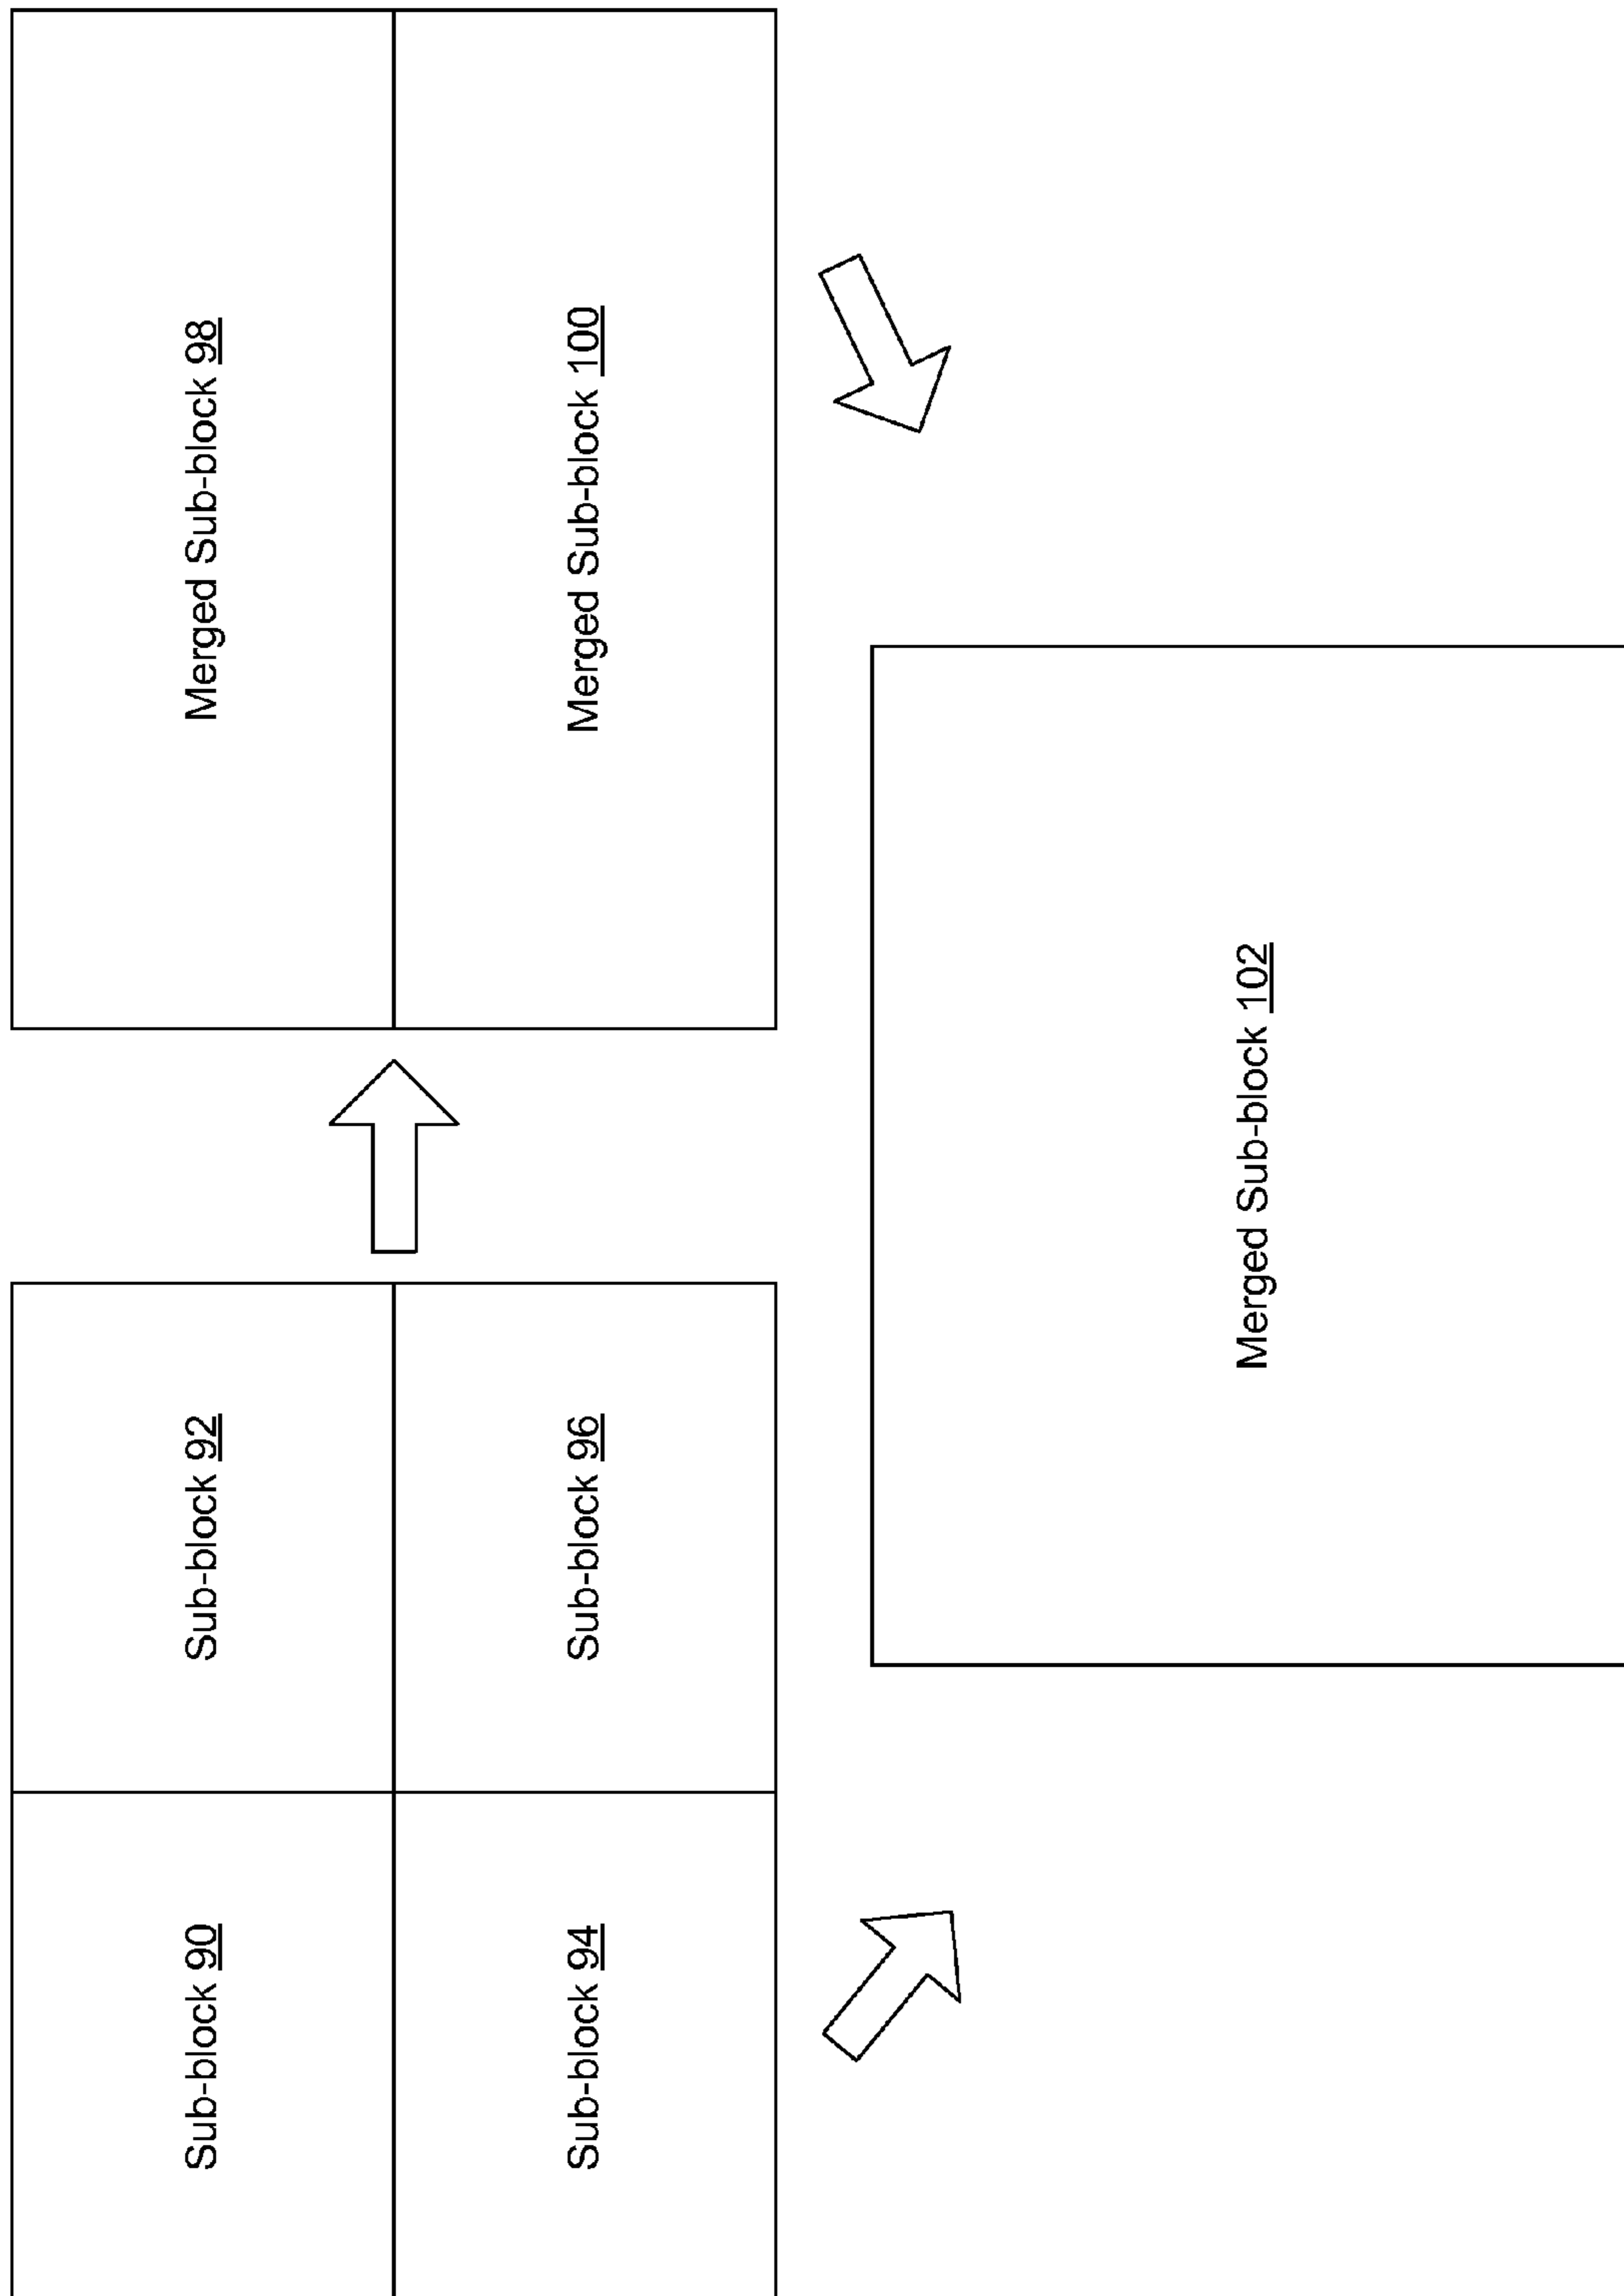 Sub-block 90
Sub-block 92
Sub-block 94
Sub-block 96
Merged Sub-block 98
Merged Sub-block 100
Merged Sub-block 102